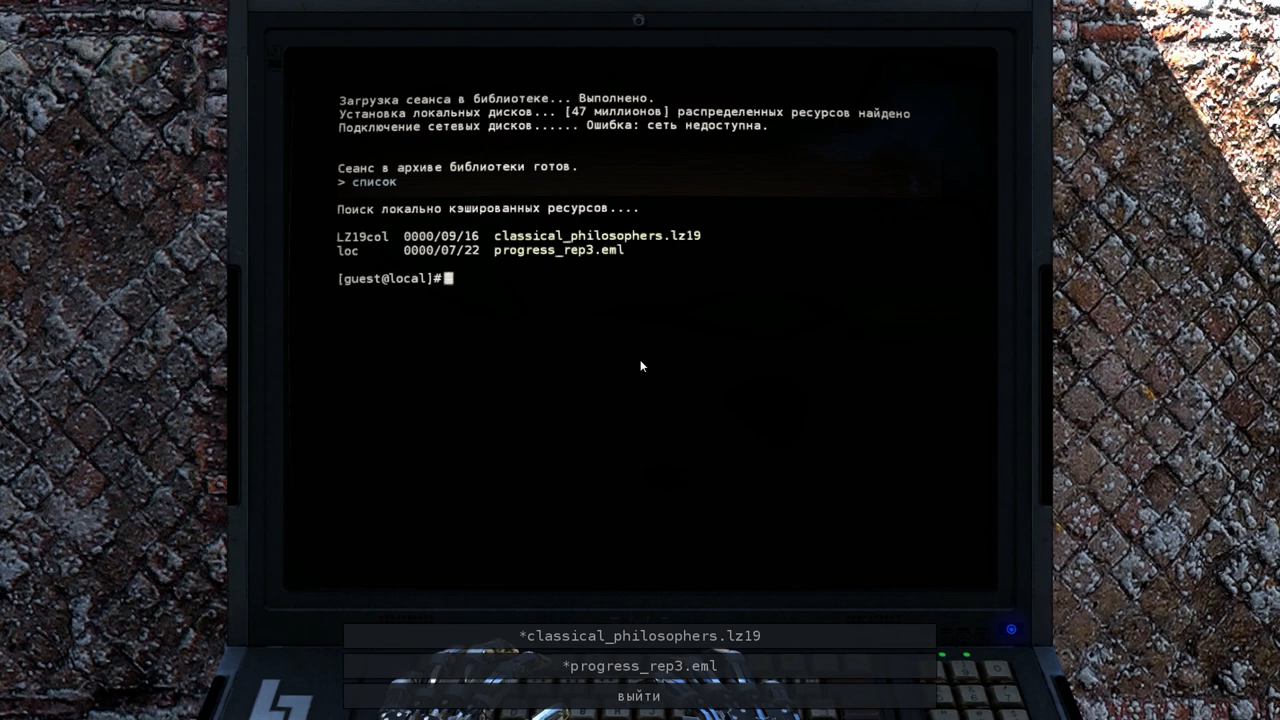 Загрузка сеанса в библиотеке... Выполнено.
Установка локальных дисков... [47 миллионов] распределенных ресурсов найдено
Подключение сетевых дисков...... Ошибка: сеть недоступна.
Сеанс в архиве библиотеки готов.
> список
Поиск локально кэшированных ресурсов....
LZ19col 0000/09/16 classical_philosophers.lz19
loc 0000/07/22 progress_rep3.eml
[guest@local]#
*classical_philosophers.lz19
*progress_rep3.eml
выйти